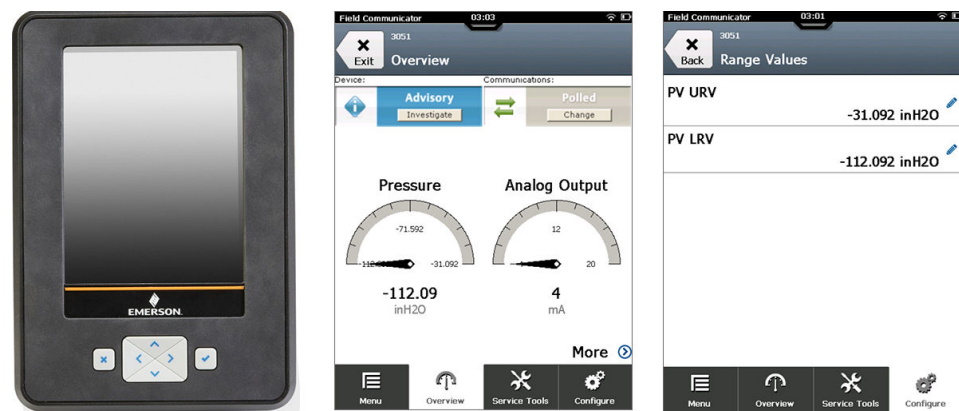 EMERSON
Field Communicator 03:03
3051
Exit Overview
Device: Communications:
Advisory Polled
Investigate Change
Pressure Analog Output
-71.592 12
-31.092 20
-112.09 4
inH2O mA
More
Menu Overview Service Tools Configure
Field Communicator 03:01
3051
Back Range Values
PV URV
-31.092 inH2O
PV LRV
-112.092 inH2O
Menu Overview Service Tools Configure